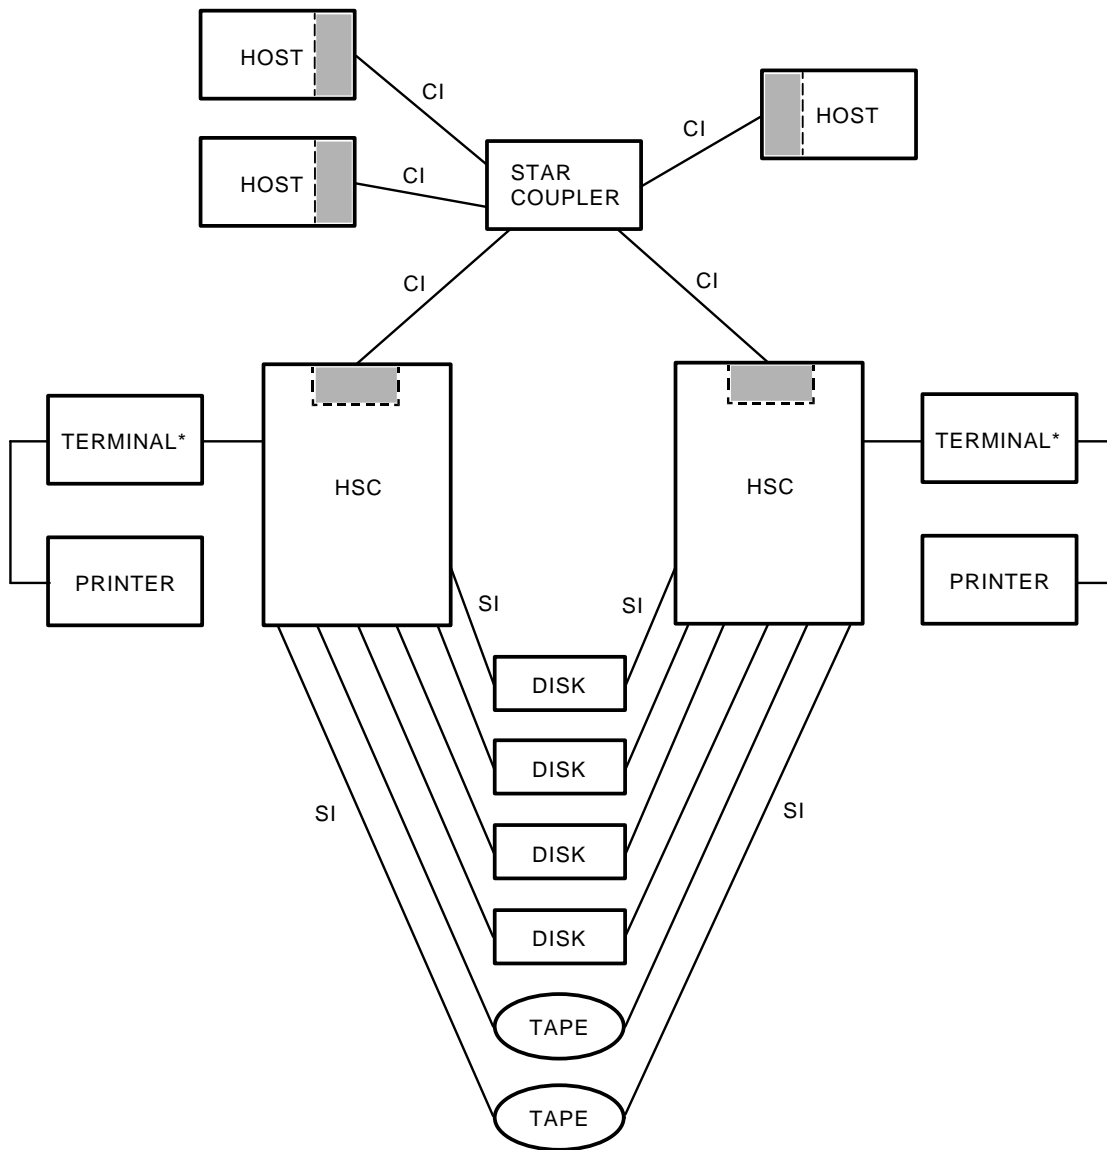 HOST
CI
HOST
CI
HOST
CI
STAR
COUPLER
CI
CI
TERMINAL*
HSC
HSC
TERMINAL*
PRINTER
PRINTER
SI
SI
DISK
DISK
SI
SI
DISK
DISK
TAPE
TAPE